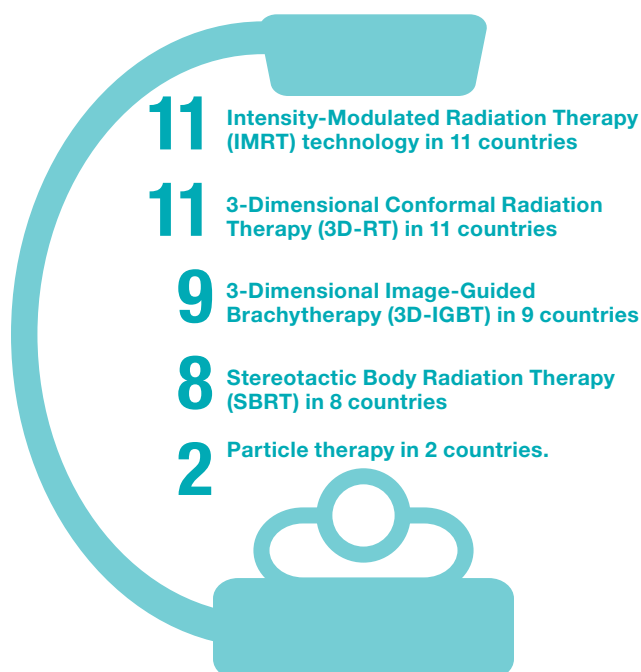 11
Intensity-Modulated Radiation Therapy
(IMRT) technology in 11 countries
11
3-Dimensional Conformal Radiation
Therapy (3D-RT) in 11 countries
9
3-Dimensional Image-Guided
Brachytherapy (3D-IGBT) in 9 countries
8
Stereotactic Body Radiation Therapy
(SBRT) in 8 countries
2
Particle therapy in 2 countries.